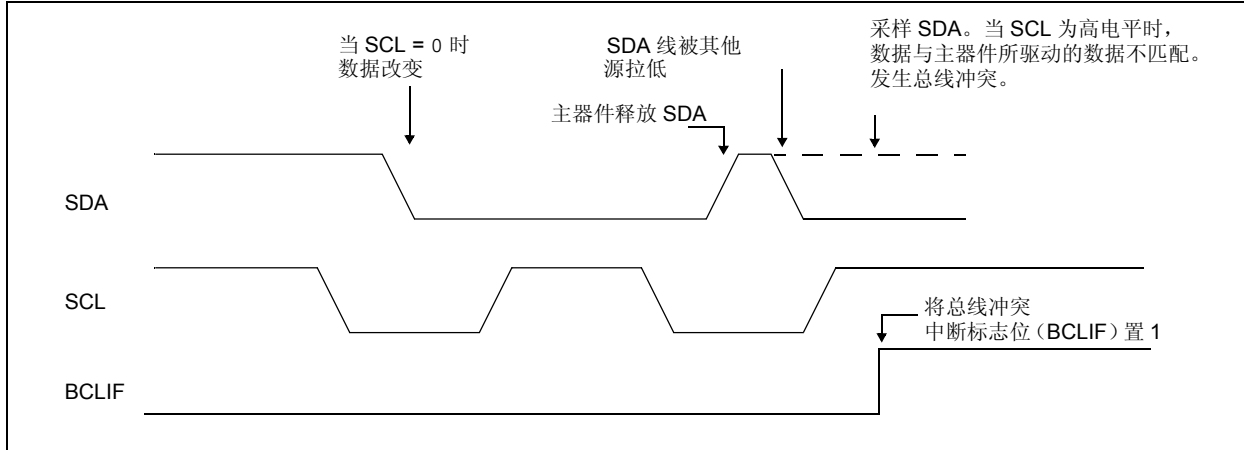 当 SCL = 0 时
数据改变
SDA 线被其他
源拉低
采样 SDA。当 SCL 为高电平时，
数据与主器件所驱动的数据不匹配。
发生总线冲突。
主器件释放 SDA
SDA
SCL
将总线冲突
中断标志位（BCLIF）置 1
BCLIF